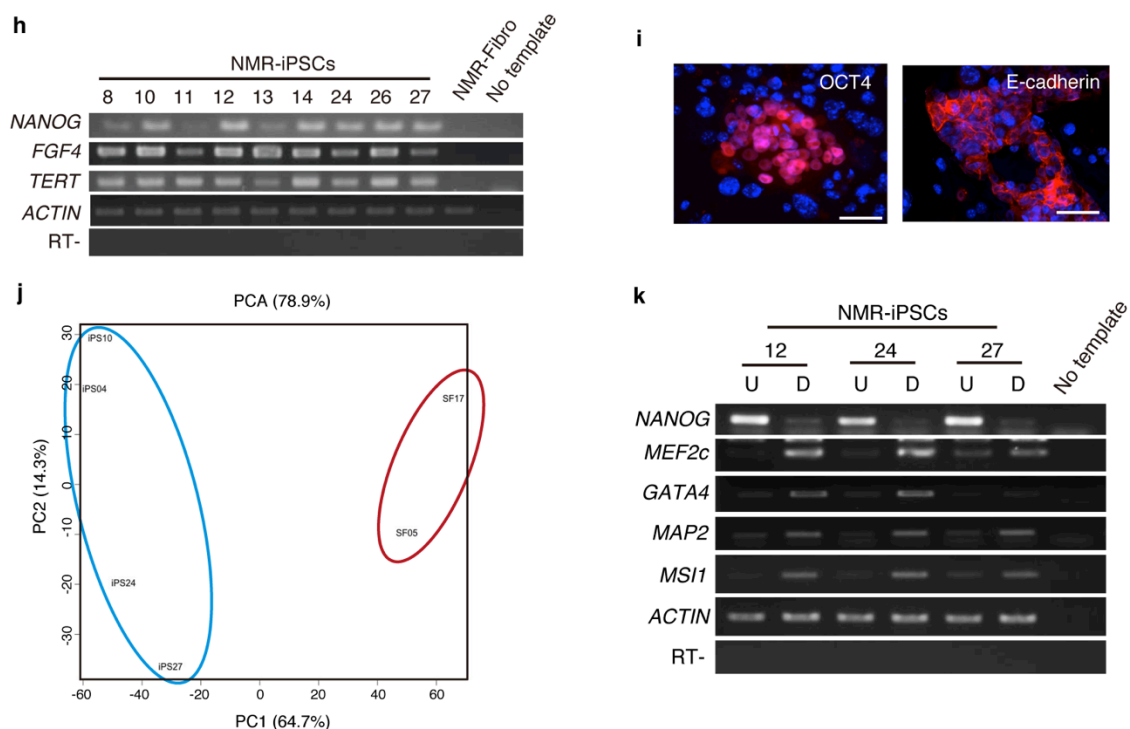 h
NMR-iPSCs
NMR-Fibro
No template
8 10 11 12 13 14 24 26 27
NANOG
FGF4
TERT
ACTIN
RT-
i
OCT4
E-cadherin
j
PCA (78.9%)
PC2 (14.3%)
30
20
10
0
-10
-20
-30
iPS10
iPS04
iPS24
iPS27
SF17
SF05
-60 -40 -20 0 20 40 60
PC1 (64.7%)
k
NMR-iPSCs
No template
12 24 27
U D U D U D
NANOG
MEF2c
GATA4
MAP2
MSI1
ACTIN
RT-